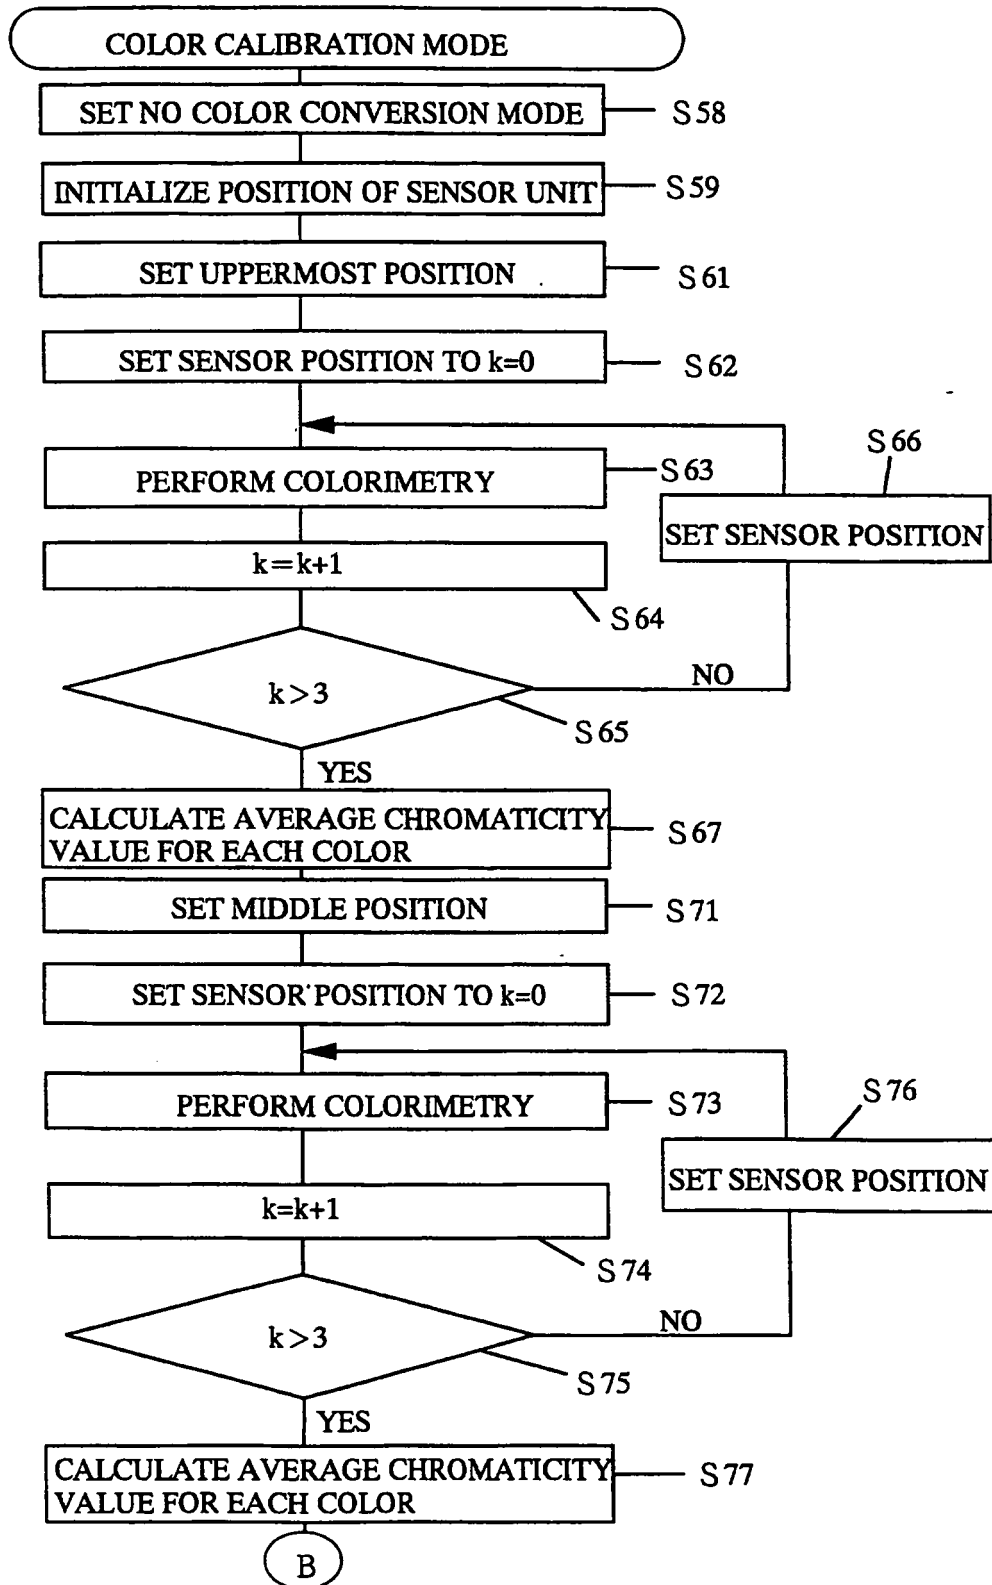 COLOR CALIBRATION MODE
SET NO COLOR CONVERSION MODE
S58
INITIALIZE POSITION OF SENSOR UNIT
S59
SET UPPERMOST POSITION
S61
SET SENSOR POSITION TO k=0
S62
S66
PERFORM COLORIMETRY
S63
SET SENSOR POSITION
k=k+1
S64
k>3
NO
S65
YES
CALCULATE AVERAGE CHROMATICITY
VALUE FOR EACH COLOR
S67
SET MIDDLE POSITION
S71
SET SENSOR POSITION TO k=0
S72
S76
PERFORM COLORIMETRY
S73
SET SENSOR POSITION
k=k+1
S74
k>3
NO
S75
YES
CALCULATE AVERAGE CHROMATICITY
VALUE FOR EACH COLOR
S77
B